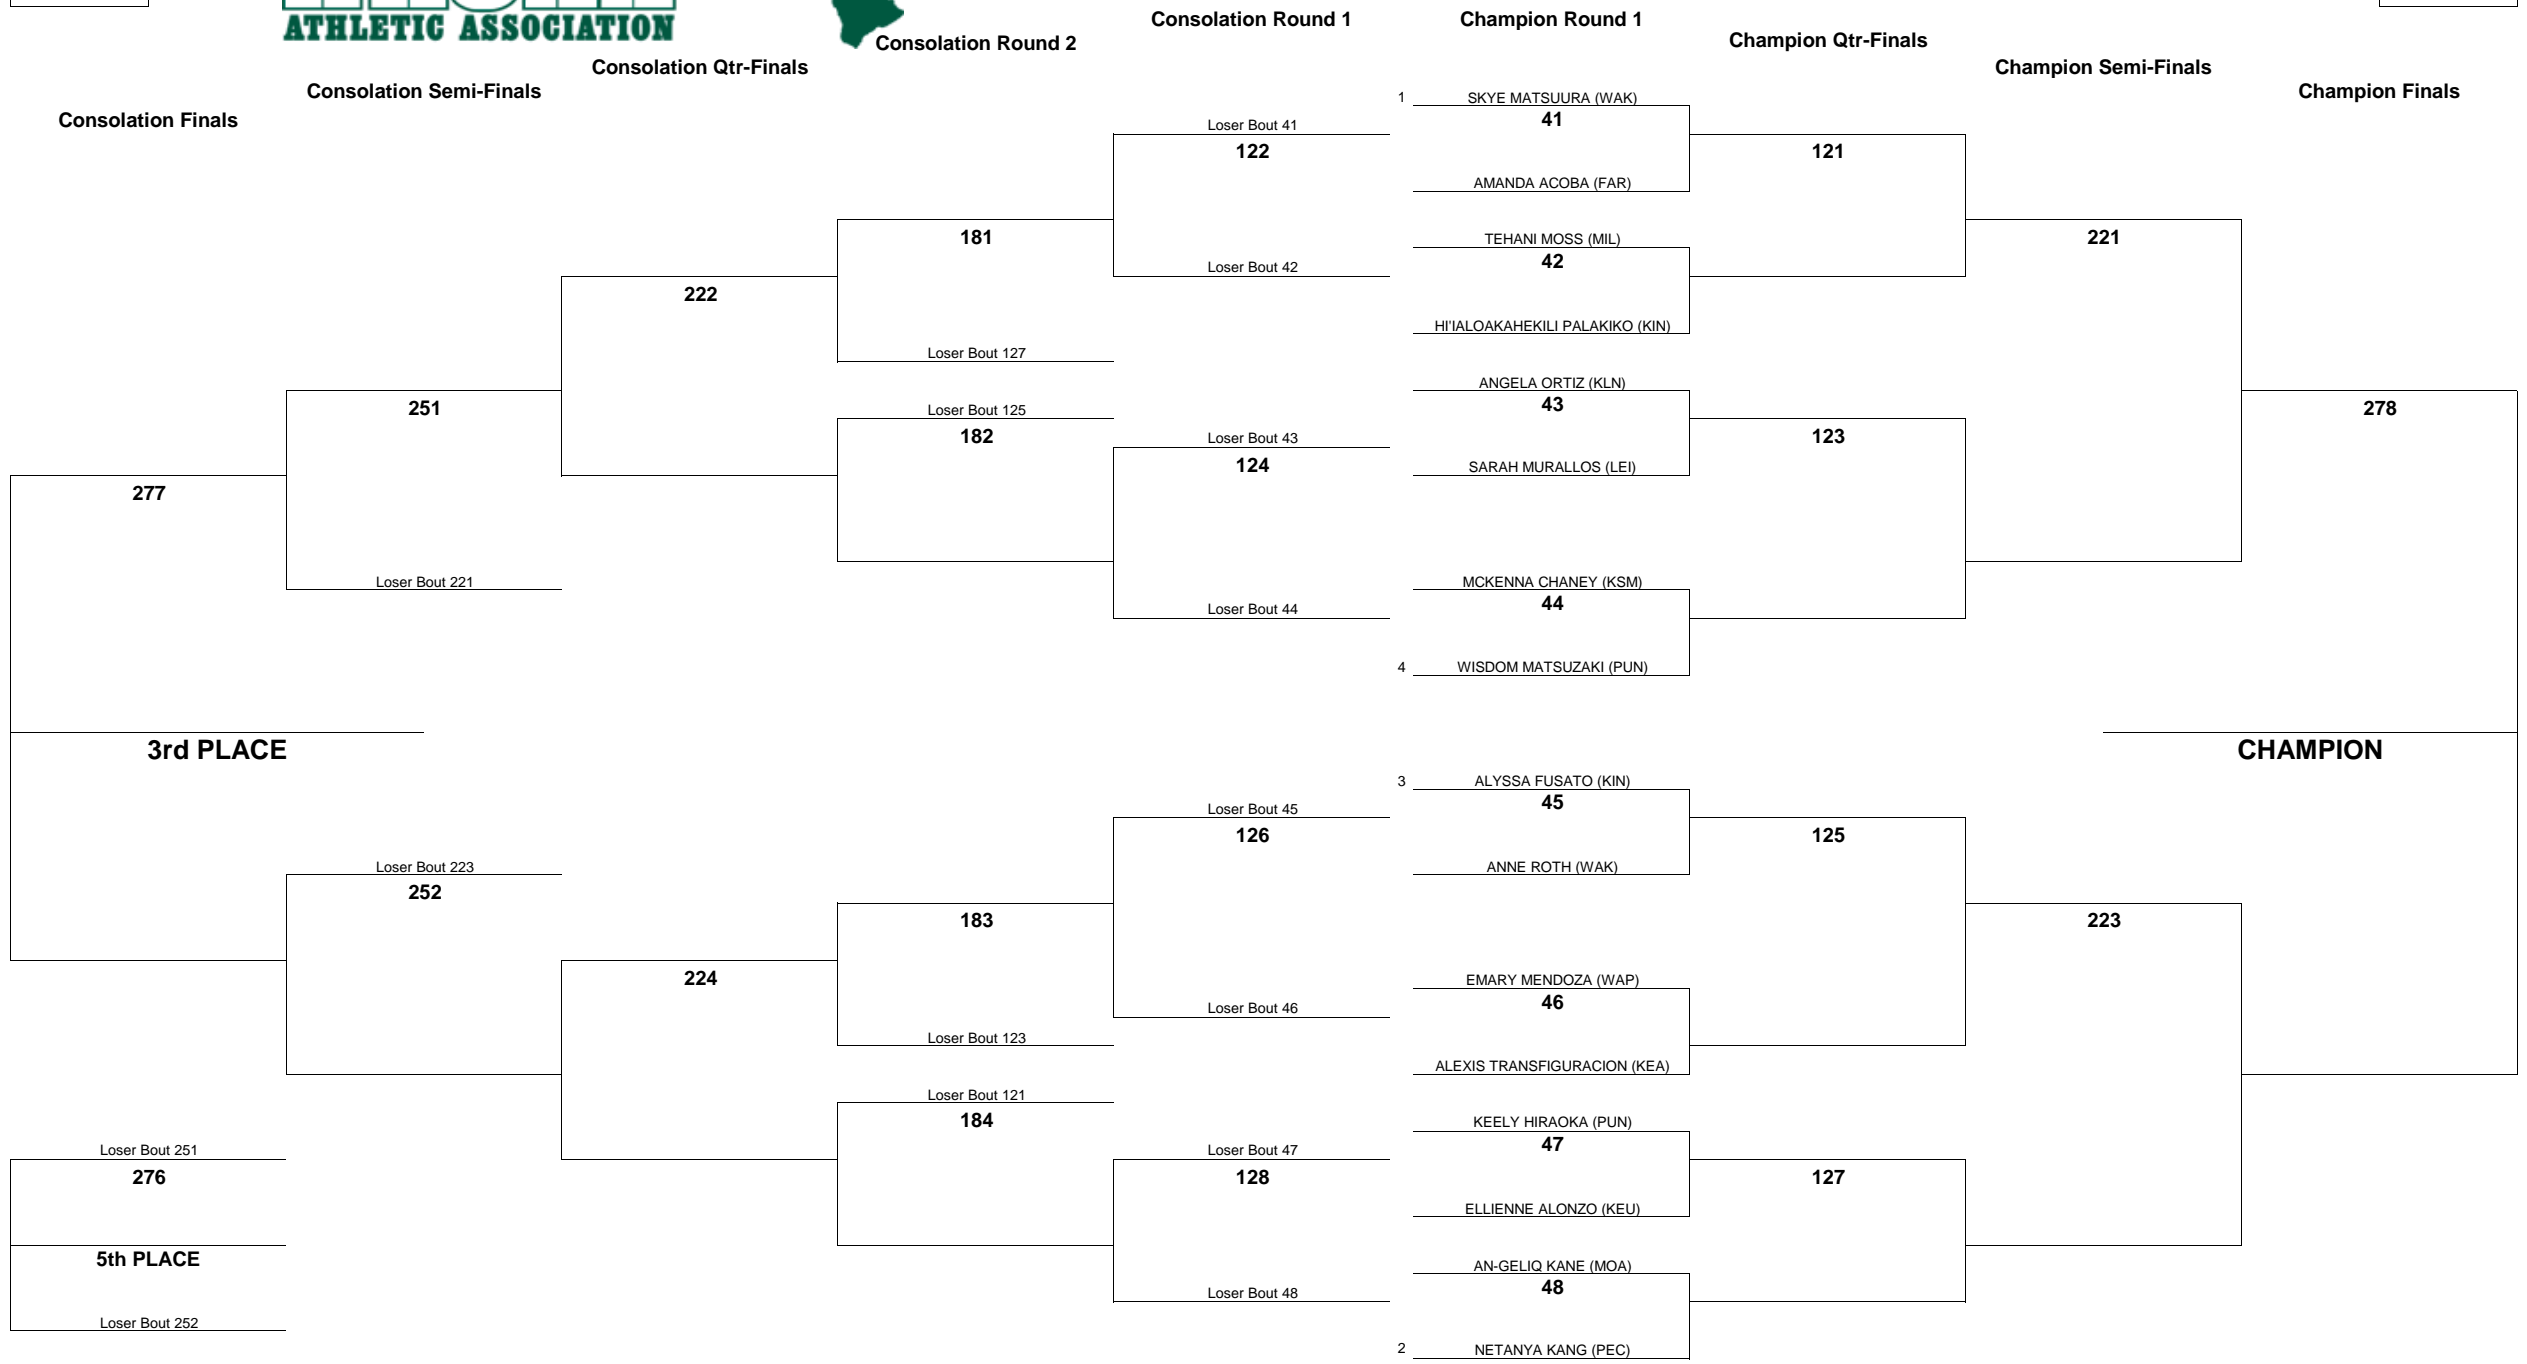 ATHLETIC ASSOCIATION
Consolation Round 1
Champion Round 1
Consolation Round 2
Champion Qtr-Finals
Consolation Qtr-Finals
Champion Semi-Finals
Consolation Semi-Finals
Champion Finals
Consolation Finals
1 SKYE MATSUURA (WAK)
41
AMANDA ACOBA (FAR)
TEHANI MOSS (MIL)
42
HI'IALOAKAHEKILI PALAKIKO (KIN)
ANGELA ORTIZ (KLN)
43
SARAH MURALLOS (LEI)
MCKENNA CHANEY (KSM)
44
4 WISDOM MATSUZAKI (PUN)
3 ALYSSA FUSATO (KIN)
45
ANNE ROTH (WAK)
EMARY MENDOZA (WAP)
46
ALEXIS TRANSFIGURACION (KEA)
KEELY HIRAOKA (PUN)
47
ELLIENNE ALONZO (KEU)
AN-GELIQ KANE (MOA)
48
2 NETANYA KANG (PEC)
121
123
125
127
221
223
278
CHAMPION
Loser Bout 41
122
Loser Bout 42
Loser Bout 43
124
Loser Bout 44
Loser Bout 45
126
Loser Bout 46
Loser Bout 47
128
Loser Bout 48
181
Loser Bout 127
Loser Bout 125
182
183
Loser Bout 123
Loser Bout 121
184
222
224
251
Loser Bout 221
Loser Bout 223
252
277
3rd PLACE
Loser Bout 251
276
5th PLACE
Loser Bout 252